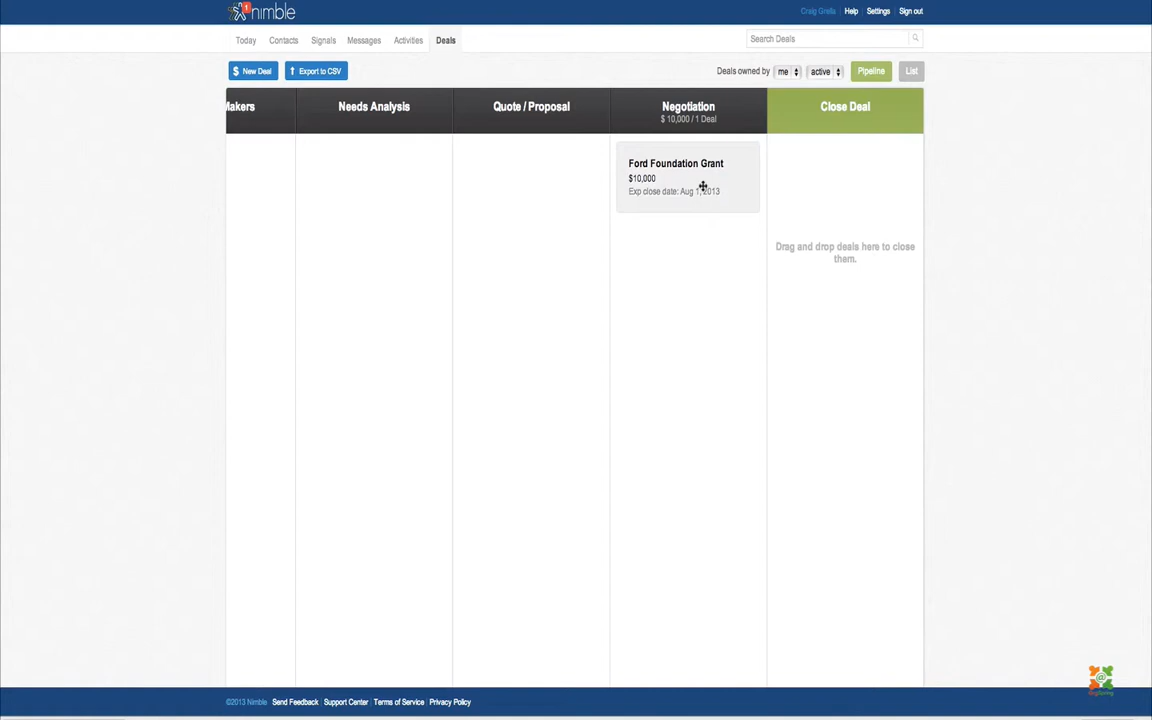 1
nimble
Craig Grella Help Settings Sign out
Today Contacts Signals Messages Activities Deals
Search Deals
$ New Deal Export to CSV
Deals owned by me active Pipeline List
Makers Needs Analysis Quote / Proposal Negotiation Close Deal
$ 10,000 / 1 Deal
Ford Foundation Grant
$10,000
Exp close date: Aug 1, 2013
Drag and drop deals here to close
them.
©2013 Nimble Send Feedback Support Center Terms of Service Privacy Policy